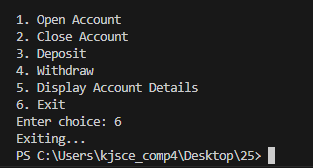 1. Open Account
2. Close Account
3. Deposit
4. Withdraw
5. Display Account Details
6. Exit
Enter choice: 6
Exiting...
PS C:\Users\kjsce_comp4\Desktop\25>